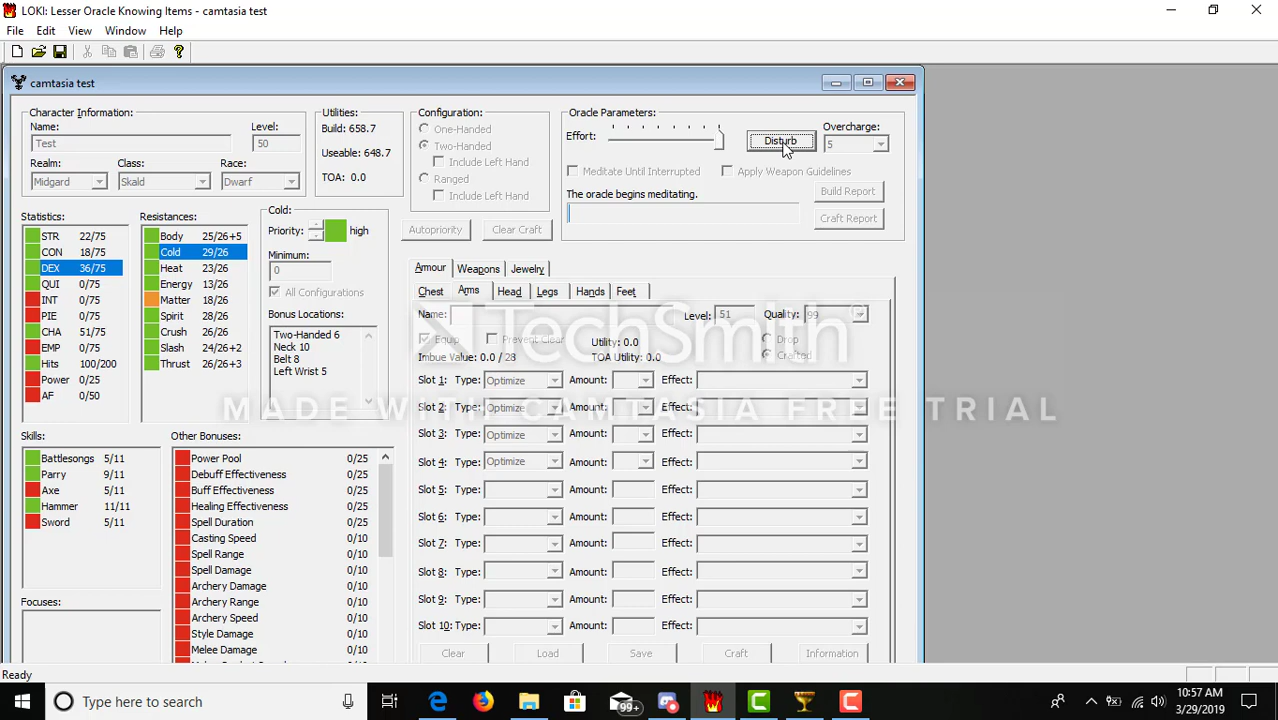 LOKI: Lesser Oracle Knowing Items - camtasia test
File Edit View Window Help
camtasia test
Character Information:
Name: Level:
Test 50
Realm: Class: Race:
Midgard Skald Dwarf
Utilities:
Build: 658.7
Useable: 648.7
TOA: 0.0
Configuration:
One-Handed
Two-Handed
Include Left Hand
Ranged
Include Left Hand
Oracle Parameters:
Effort:
Disturb
Overcharge:
5
Meditate Until Interrupted
Apply Weapon Guidelines
The oracle begins meditating.
Build Report
Craft Report
Statistics:
STR 22/75
CON 18/75
DEX 36/75
QUI 0/75
INT 0/75
PIE 0/75
CHA 51/75
EMP 0/75
Hits 100/200
Power 0/25
AF 0/50
Resistances:
Body 25/26+5
Cold 29/26
Heat 23/26
Energy 13/26
Matter 18/26
Spirit 28/26
Crush 26/26
Slash 24/26+2
Thrust 26/26+3
Cold:
Priority: high
Minimum:
0
All Configurations
Bonus Locations:
Two-Handed 6
Neck 10
Belt 8
Left Wrist 5
Autopriority
Clear Craft
Armour Weapons Jewelry
Chest Arms Head Legs Hands Feet
Name: Level: 51 Quality: 99
Equip Prevent Clear Utility: 0.0 Drop
Imbue Value: 0.0 / 28 TOA Utility: 0.0 Crafted
Slot 1: Type: Optimize Amount: Effect:
Slot 2: Type: Optimize Amount: Effect:
Slot 3: Type: Optimize Amount: Effect:
Slot 4: Type: Optimize Amount: Effect:
Slot 5: Type: Amount: Effect:
Slot 6: Type: Amount: Effect:
Slot 7: Type: Amount: Effect:
Slot 8: Type: Amount: Effect:
Slot 9: Type: Amount: Effect:
Slot 10: Type: Amount: Effect:
Clear Load Save Craft Information
TechSmith
MADE WITH CAMTASIA FREE TRIAL
Skills:
Battlesongs 5/11
Parry 9/11
Axe 5/11
Hammer 11/11
Sword 5/11
Focuses:
Other Bonuses:
Power Pool 0/25
Debuff Effectiveness 0/25
Buff Effectiveness 0/25
Healing Effectiveness 0/25
Spell Duration 0/25
Casting Speed 0/10
Spell Range 0/10
Spell Damage 0/10
Archery Damage 0/10
Archery Range 0/10
Archery Speed 0/10
Style Damage 0/10
Melee Damage 0/10
Ready
Type here to search
99+
10:57 AM
3/29/2019